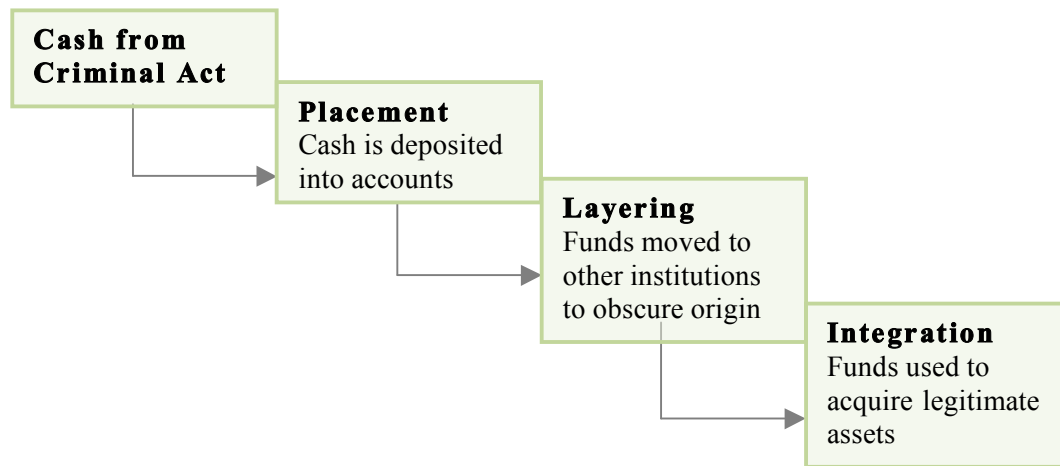 Cash from
Criminal Act
Placement
Cash is deposited
into accounts
Layering
Funds moved to
other institutions
to obscure origin
Integration
Funds used to
acquire legitimate
assets